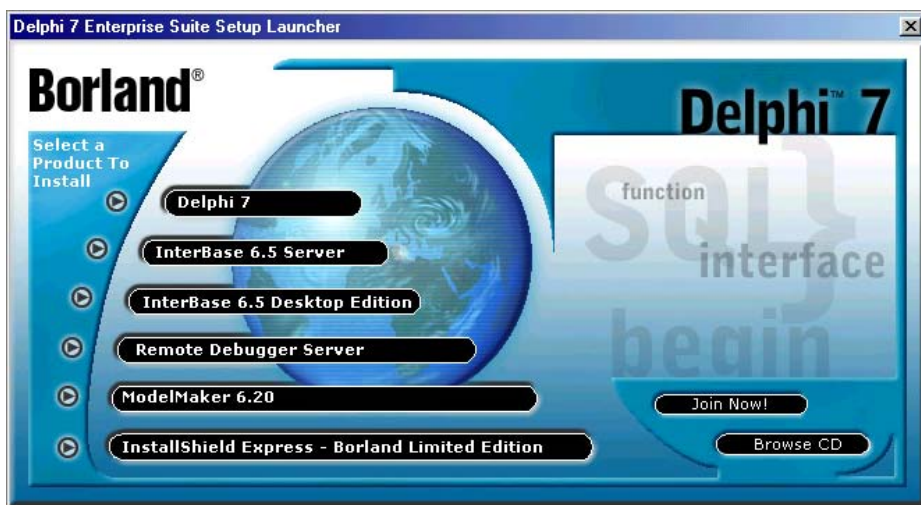 Delphi 7 Enterprise Suite Setup Launcher
Borland®
Delphi™ 7
Select a
Product To
Install
Delphi 7
InterBase 6.5 Server
InterBase 6.5 Desktop Edition
Remote Debugger Server
ModelMaker 6.20
InstallShield Express - Borland Limited Edition
function
SQL}
interface
begin
Join Now!
Browse CD